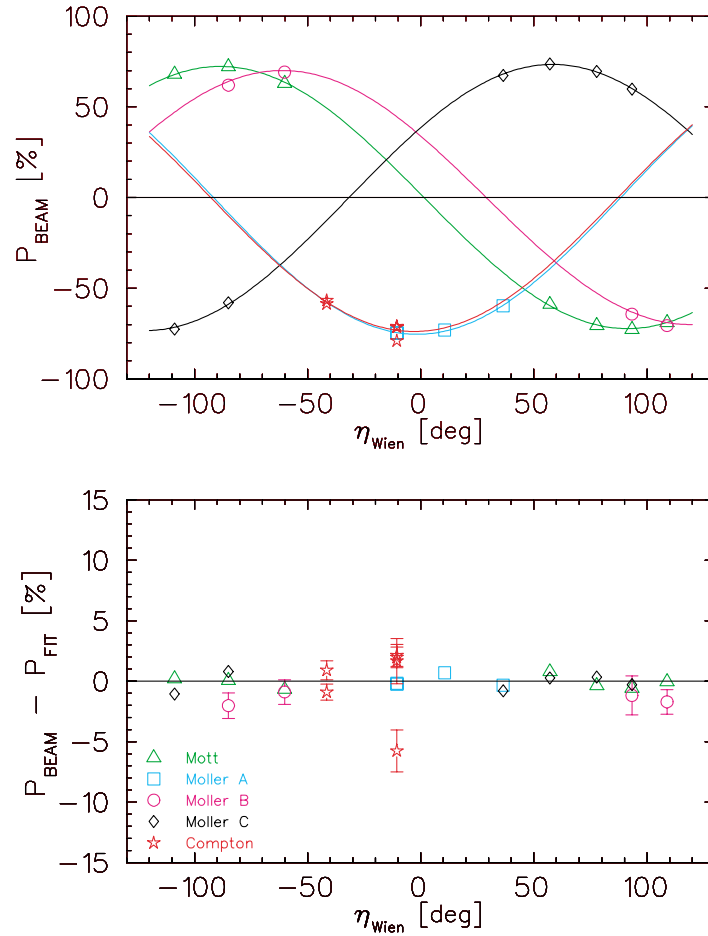 100
50
0
−50
−100
P_BEAM [%]
−100 −50 0 50 100
η_Wien [deg]
15
10
5
0
−5
−10
−15
P_BEAM − P_FIT [%]
Mott
Moller A
Moller B
Moller C
Compton
−100 −50 0 50 100
η_Wien [deg]